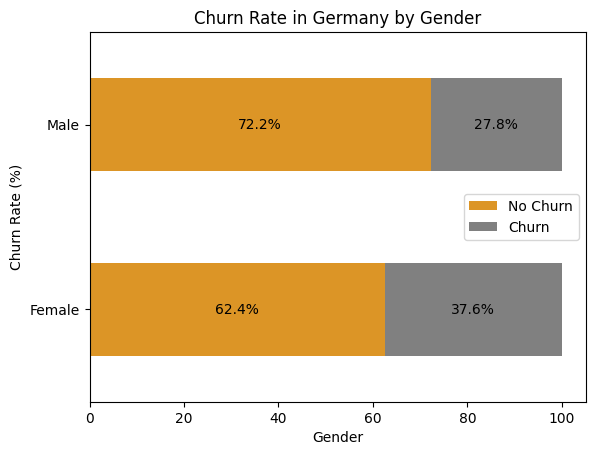 Churn Rate in Germany by Gender
Churn Rate (%)
Male
72.2%
27.8%
No Churn
Churn
Female
62.4%
37.6%
0 20 40 60 80 100
Gender